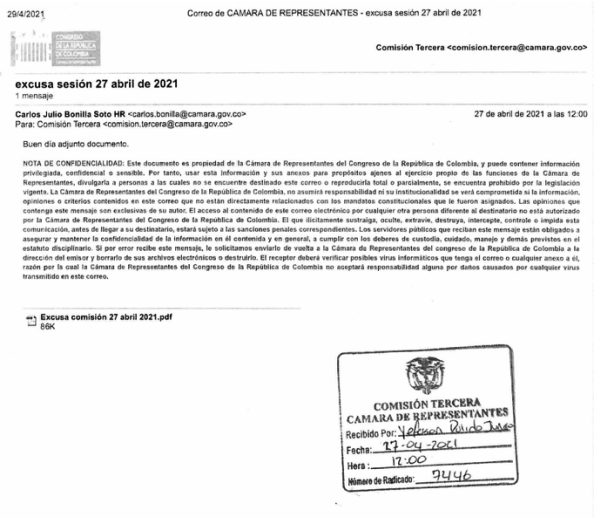 29/4/2021 Correo de CAMARA DE REPRESENTANTES - excusa sesión 27 abril de 2021
CONGRESO
DE LA REPÚBLICA
DE COLOMBIA
Comisión Tercera <comision.tercera@camara.gov.co>
excusa sesión 27 abril de 2021
1 mensaje
Carlos Julio Bonilla Soto HR <carlos.bonilla@camara.gov.co> 27 de abril de 2021 a las 12:00
Para: Comisión Tercera <comision.tercera@camara.gov.co>
Buen día adjunto documento.
NOTA DE CONFIDENCIALIDAD: Este documento es propiedad de la Cámara de Representantes del Congreso de la República de Colombia, y puede contener información
privilegiada, confidencial o sensible. Por tanto, usar esta información y sus anexos para propósitos ajenos al ejercicio propio de las funciones de la Cámara de
Representantes, divulgarla a personas a las cuales no se encuentre destinado este correo o reproducirla total o parcialmente, se encuentra prohibido por la legislación
vigente. La Cámara de Representantes del Congreso de la República de Colombia, no asumirá responsabilidad ni su institucionalidad se verá comprometida si la información,
opiniones o criterios contenidos en este correo que no están directamente relacionados con los mandatos constitucionales que le fueron asignados. Las opiniones que
contenga este mensaje son exclusivas de su autor. El acceso al contenido de este correo electrónico por cualquier otra persona diferente al destinatario no está autorizado
por la Cámara de Representantes del Congreso de la República de Colombia. El que ilícitamente sustraiga, oculte, extravíe, destruya, intercepte, controle o impida esta
comunicación, antes de llegar a su destinatario, estará sujeto a las sanciones penales correspondientes. Los servidores públicos que reciban este mensaje están obligados a
asegurar y mantener la confidencialidad de la información en él contenida y en general, a cumplir con los deberes de custodia, cuidado, manejo y demás previstos en el
estatuto disciplinario. Si por error recibe este mensaje, le solicitamos enviarlo de vuelta a la Cámara de Representantes del congreso de la República de Colombia a la
dirección del emisor y borrarlo de sus archivos electrónicos o destruirlo. El receptor deberá verificar posibles virus informáticos que tenga el correo o cualquier anexo a él,
razón por la cual la Cámara de Representantes del Congreso de la República de Colombia no aceptará responsabilidad alguna por daños causados por cualquier virus
transmitido en este correo.
Excusa comisión 27 abril 2021.pdf
86K
COMISIÓN TERCERA
CAMARA DE REPRESENTANTES
Recibido Por: Yeferson
Fecha: 27-04-2021
Hora: 12:00
Número de Radicado: 7446